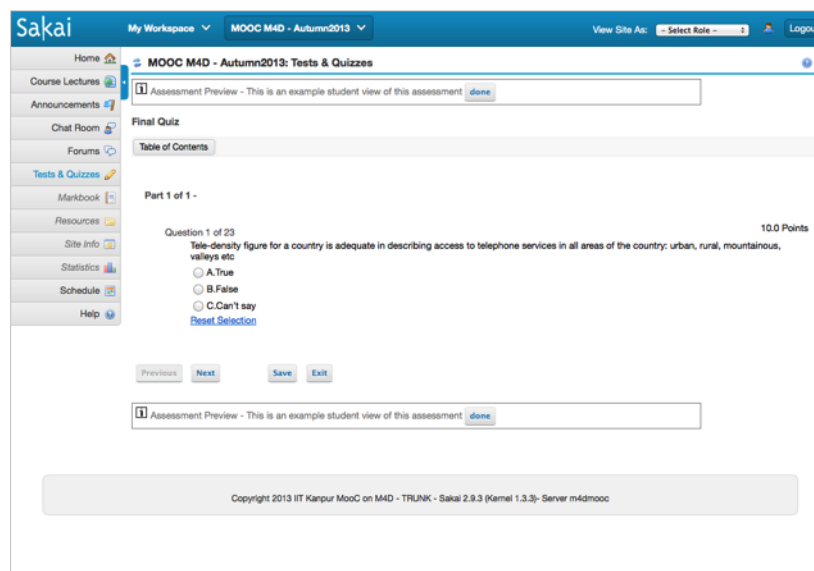 Sakai
My Workspace
MOOC M4D - Autumn2013
View Site As:
- Select Role -
Logou
Home
Course Lectures
Announcements
Chat Room
Forums
Tests & Quizzes
Markbook
Resources
Site Info
Statistics
Schedule
Help
MOOC M4D - Autumn2013: Tests & Quizzes
Assessment Preview - This is an example student view of this assessment done
Final Quiz
Table of Contents
Part 1 of 1 -
Question 1 of 23
10.0 Points
Tele-density figure for a country is adequate in describing access to telephone services in all areas of the country: urban, rural, mountainous,
valleys etc
A.True
B.False
C.Can't say
Reset Selection
Previous Next Save Exit
Assessment Preview - This is an example student view of this assessment done
Copyright 2013 IIT Kanpur MooC on M4D - TRUNK - Sakai 2.9.3 (Kernel 1.3.3)- Server m4dmooc